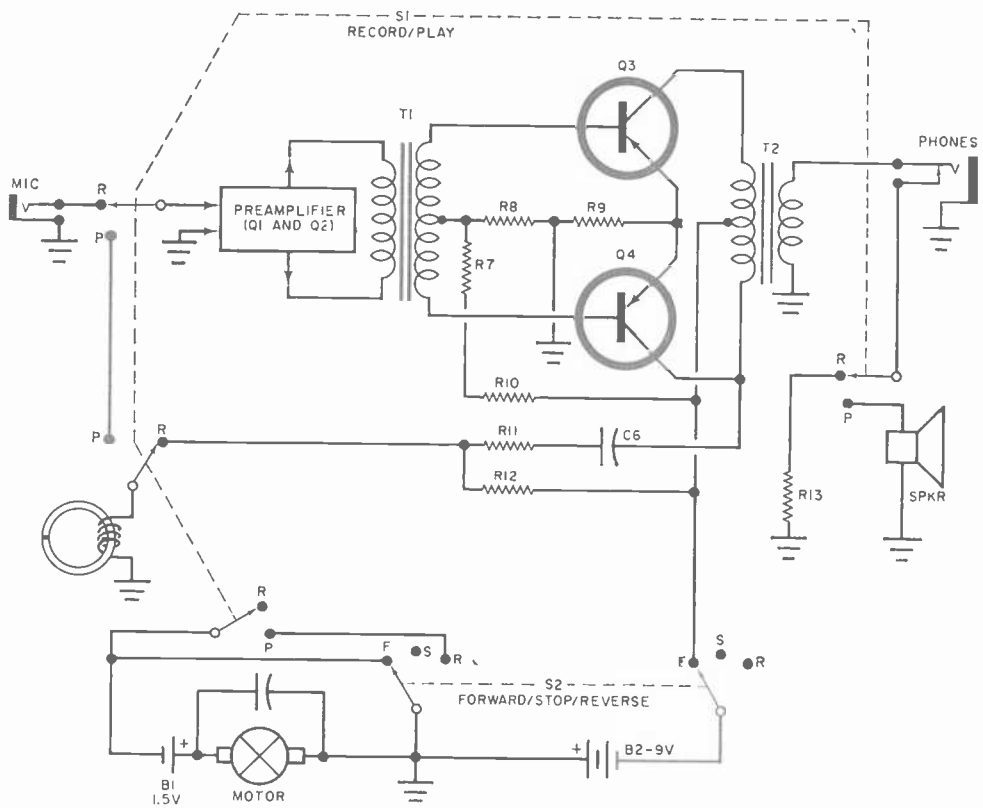 S1
RECORD/PLAY
Q3
T1
T2
PHONES
MIC
R
PREAMPLIFIER
(Q1 AND Q2)
R8
R9
P
R7
Q4
R10
R
P
R11
C6
P
R
R12
R13
SPKR
R
P
F
S
R
S
F
R
S2
FORWARD/STOP/REVERSE
+
B1
1.5V
MOTOR
+
B2-9V